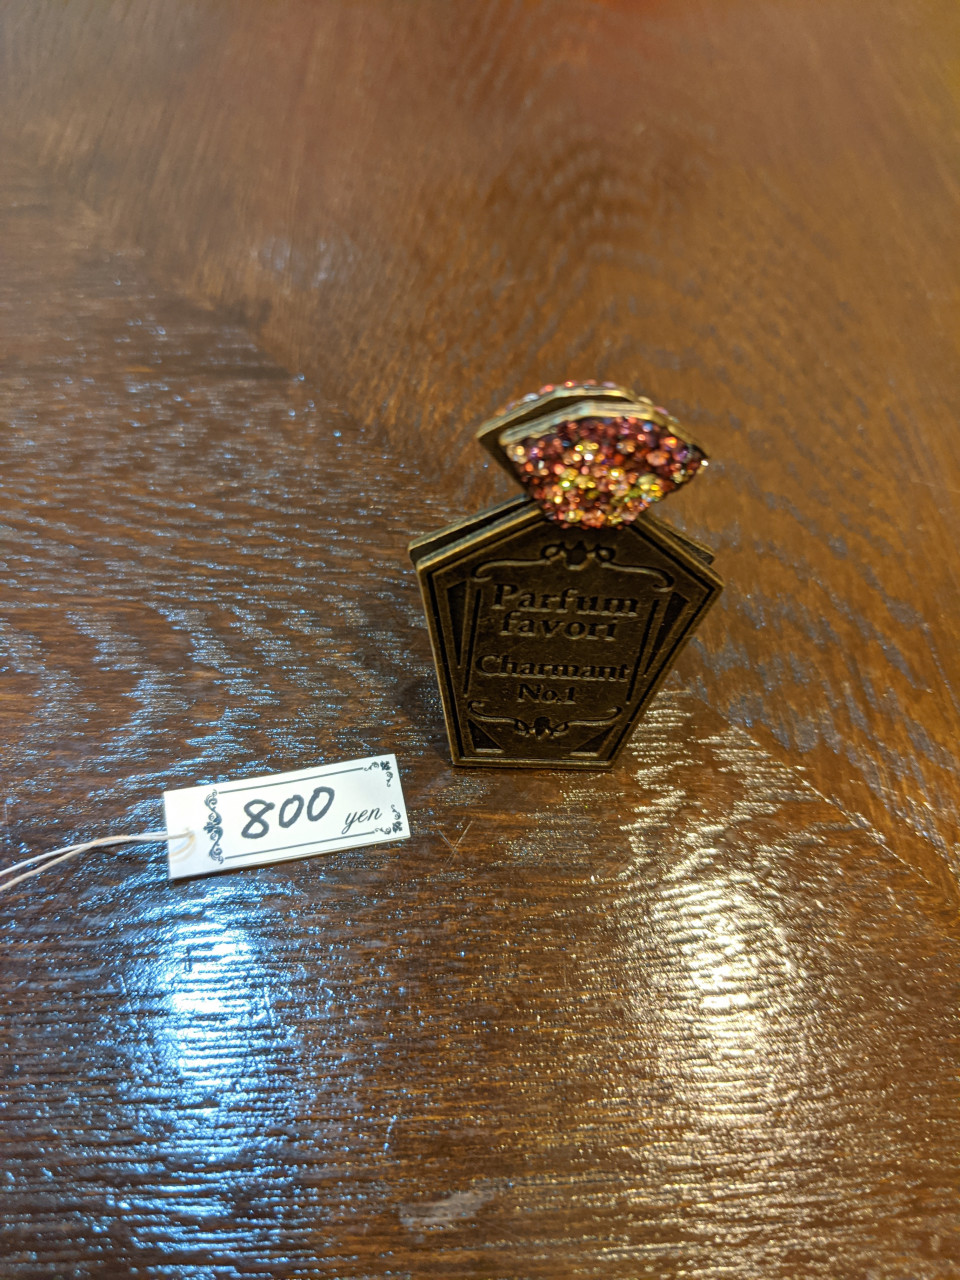 Parfum
favori
Charmant
No.1
800 yen